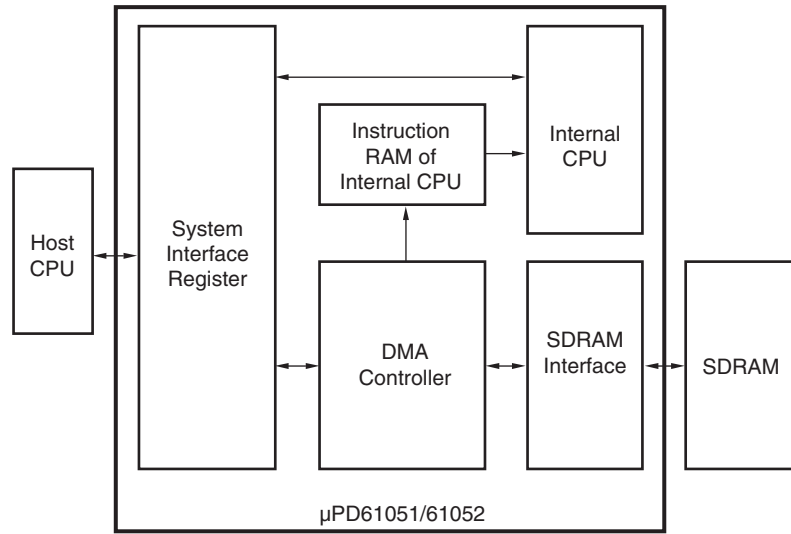 Host
CPU
System
Interface
Register
Instruction
RAM of
Internal CPU
Internal
CPU
DMA
Controller
SDRAM
Interface
SDRAM
µPD61051/61052